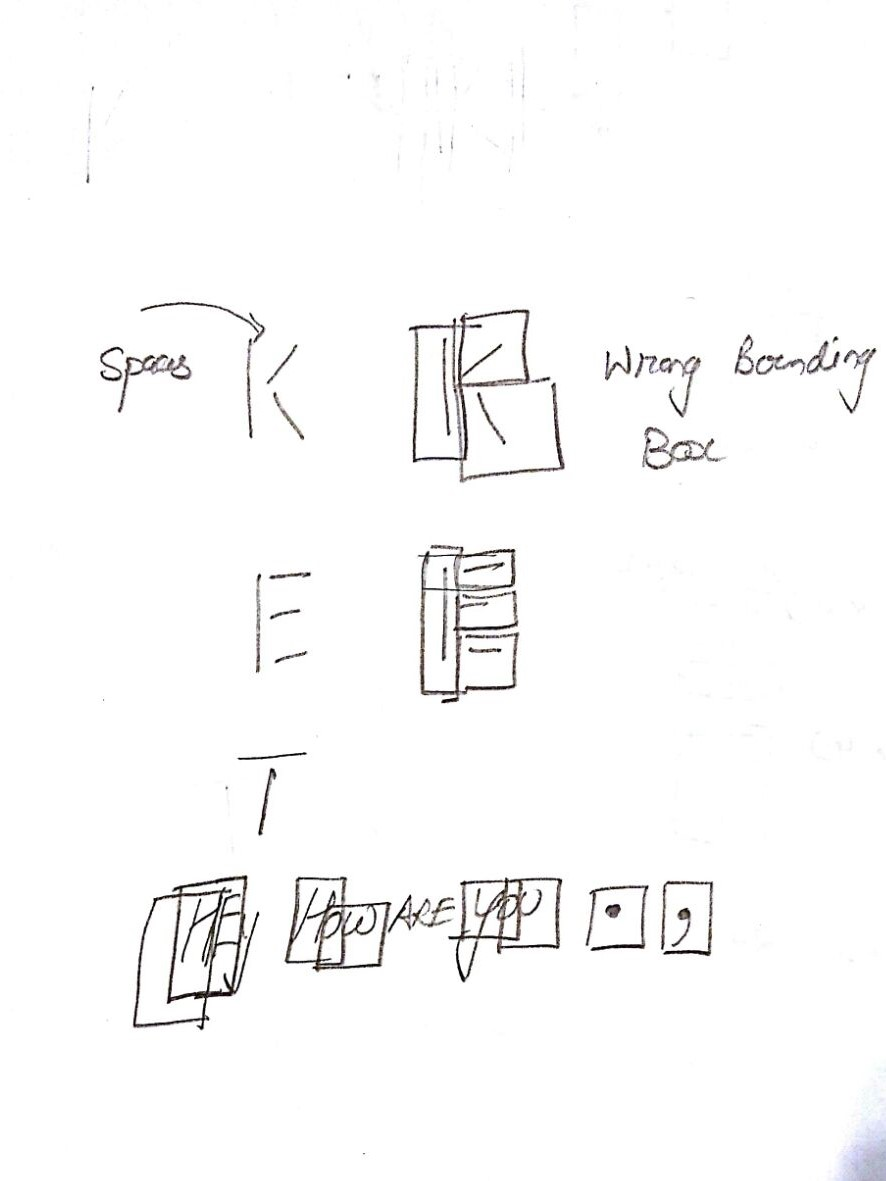 Spaces K K Wrong Bounding
Box
E E
T
HEy How ARE you . ,